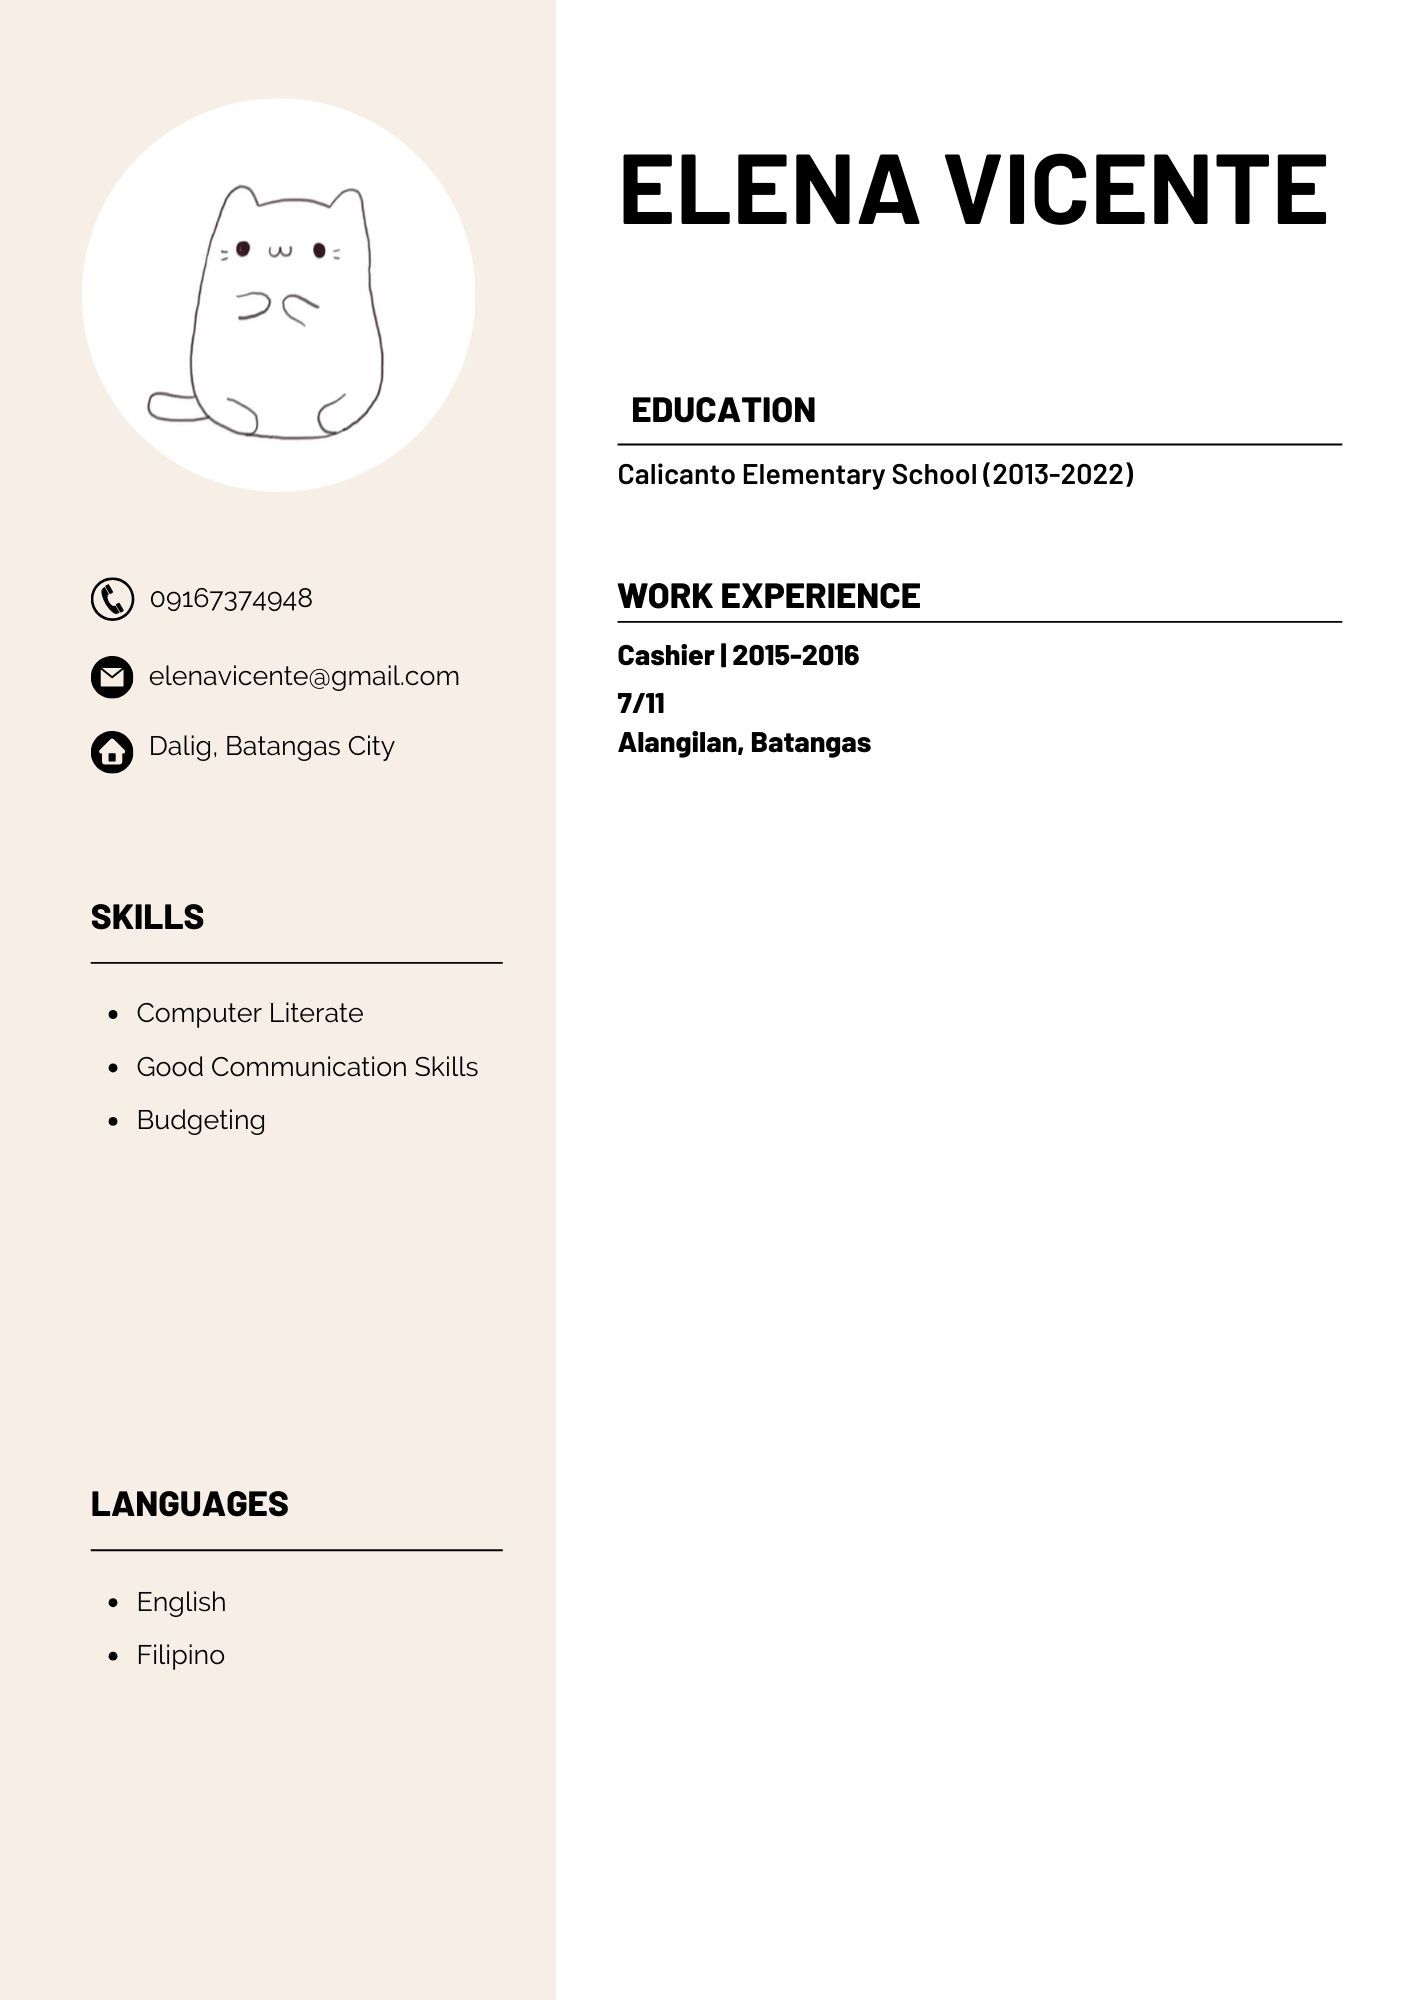 ELENA VICENTE
09167374948
elenavicente@gmail.com
Dalig, Batangas City
SKILLS
Computer Literate
Good Communication Skills
Budgeting
LANGUAGES
English
Filipino
EDUCATION
Calicanto Elementary School (2013-2022)
WORK EXPERIENCE
Cashier | 2015-2016
7/11
Alangilan, Batangas